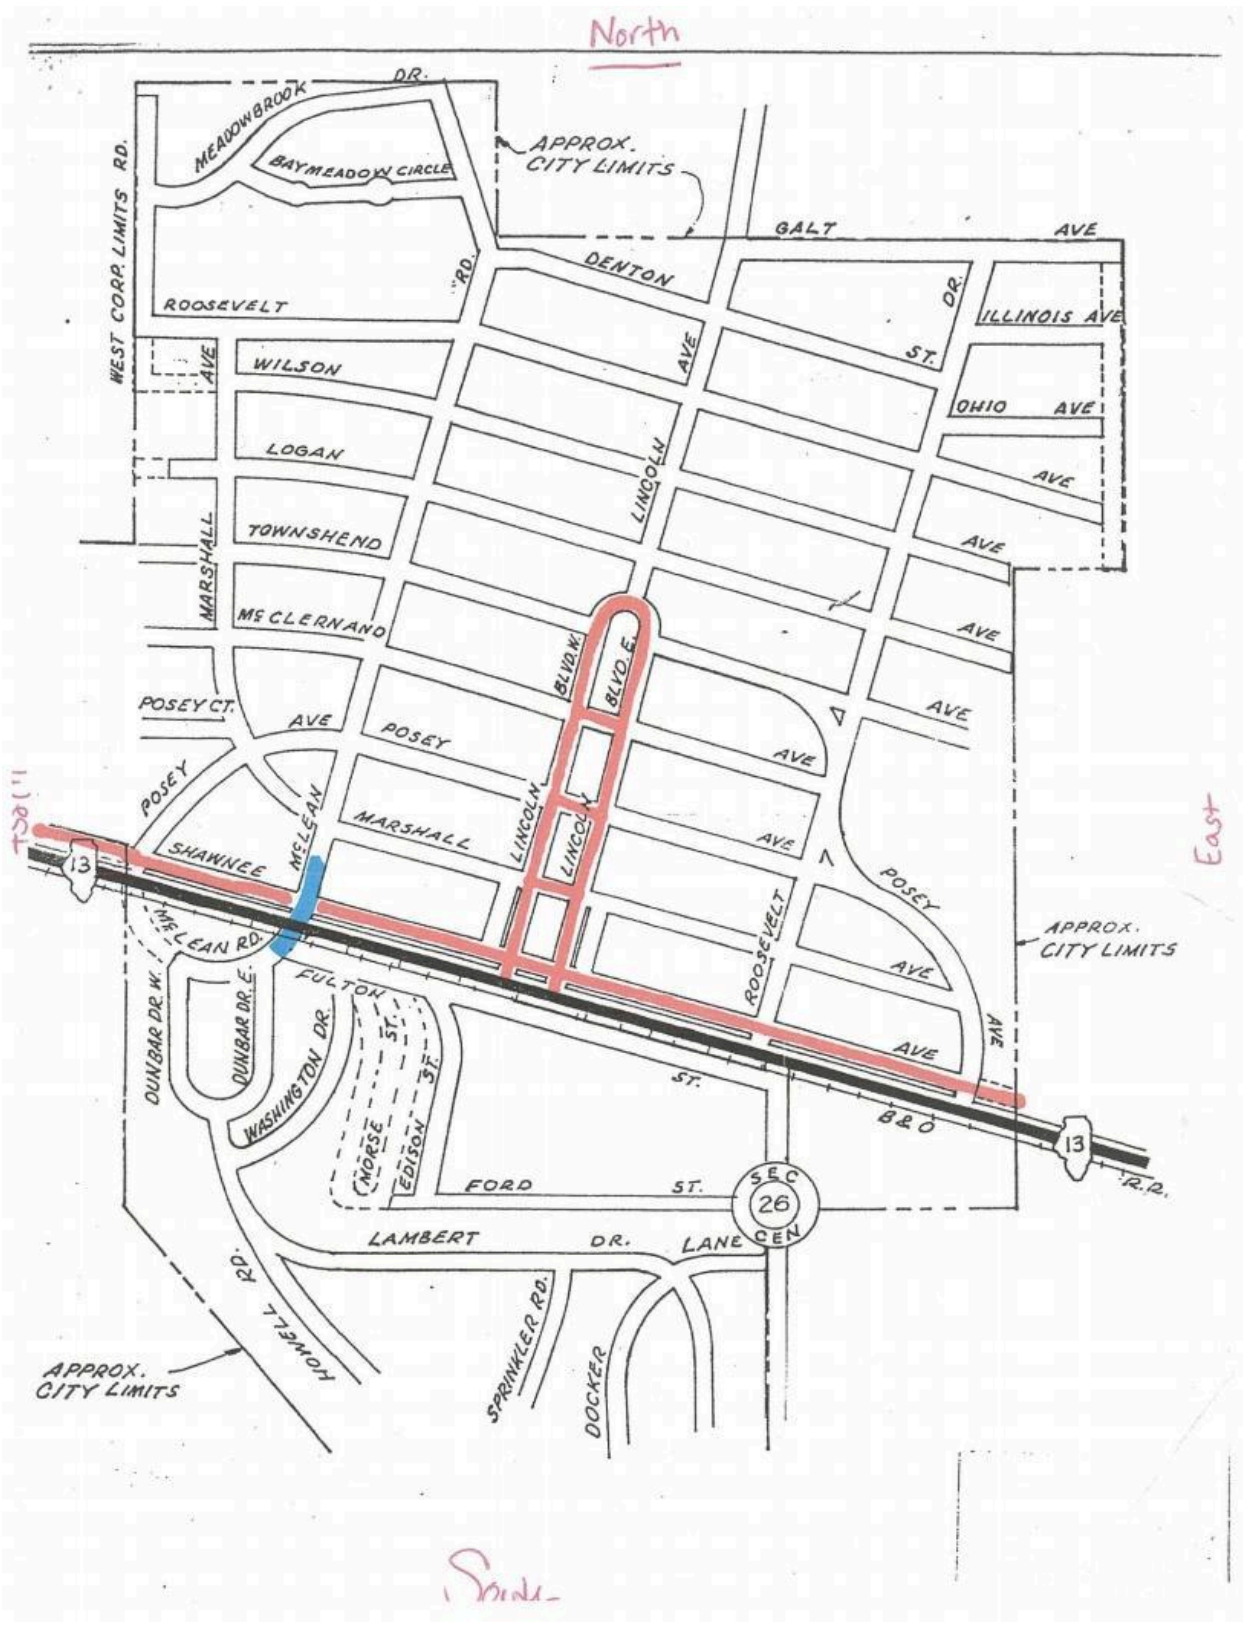 North
DR.
MEADOWBROOK
BAYMEADOW CIRCLE
APPROX.
CITY LIMITS
WEST CORP. LIMITS RD.
GALT AVE
DENTON
RD.
DR.
ROOSEVELT
ILLINOIS AVE
AVE
WILSON
AVE
ST.
OHIO AVE
LOGAN
LINCOLN
AVE
TOWNSHEND
AVE
MARSHALL
McCLERNAND
AVE
BLVD. W.
BLVD. E.
POSEY CT.
AVE
POSEY
AVE
AVE
POSEY
McLEAN
LINCOLN
LINCOLN
MARSHALL
AVE
East
13
SHAWNEE
POSEY
McLEAN RD.
ROOSEVELT
AVE
APPROX.
CITY LIMITS
DUNBAR DR. W.
DUNBAR DR. E.
FULTON
WASHINGTON DR.
ST.
ST.
AVE
AVE
ST.
B & O
13
R.R.
MORSE
EDISON
FORD ST.
SEC
26
CEN
LAMBERT DR. LANE
RD.
HOWELL
SPRINKLER RD.
DOCKER
APPROX.
CITY LIMITS